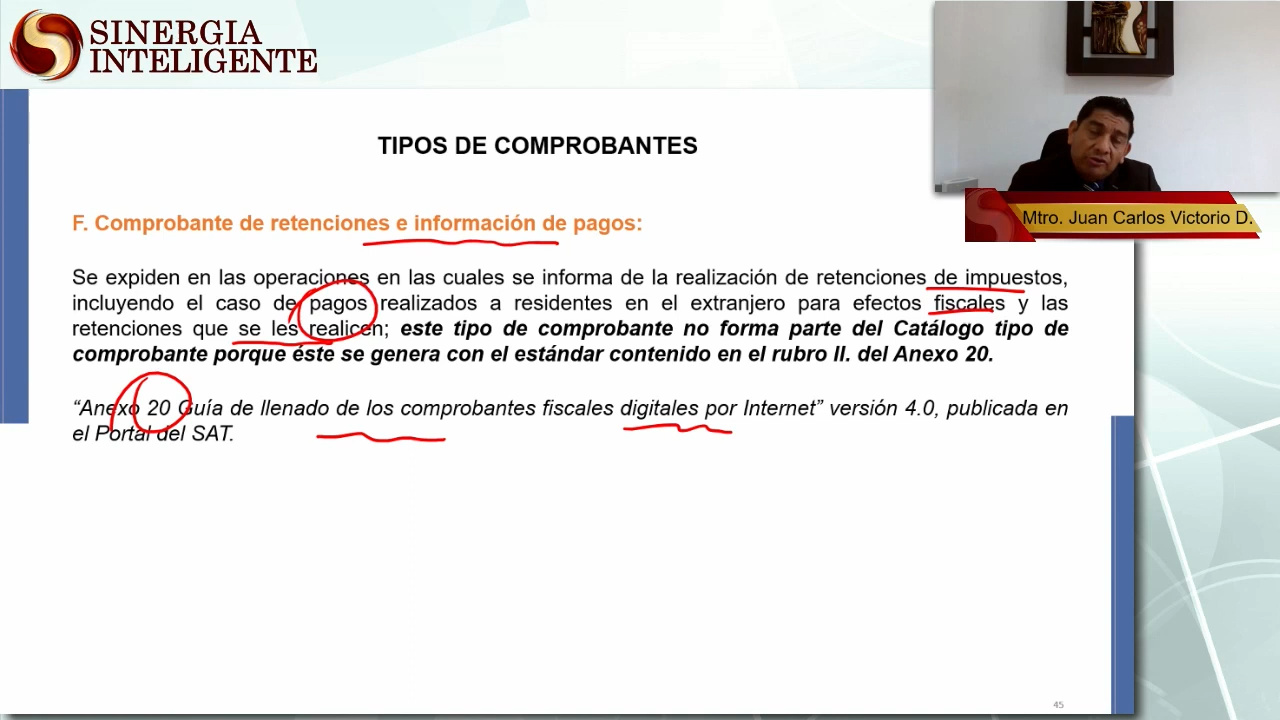 SINERGIA
INTELIGENTE
TIPOS DE COMPROBANTES
Mtro. Juan Carlos Victorio D.
F. Comprobante de retenciones e información de pagos:
Se expiden en las operaciones en las cuales se informa de la realización de retenciones de impuestos,
incluyendo el caso de pagos realizados a residentes en el extranjero para efectos fiscales y las
retenciones que se les realicen; este tipo de comprobante no forma parte del Catálogo tipo de
comprobante porque éste se genera con el estándar contenido en el rubro II. del Anexo 20.
“Anexo 20 Guía de llenado de los comprobantes fiscales digitales por Internet” versión 4.0, publicada en
el Portal del SAT.
45